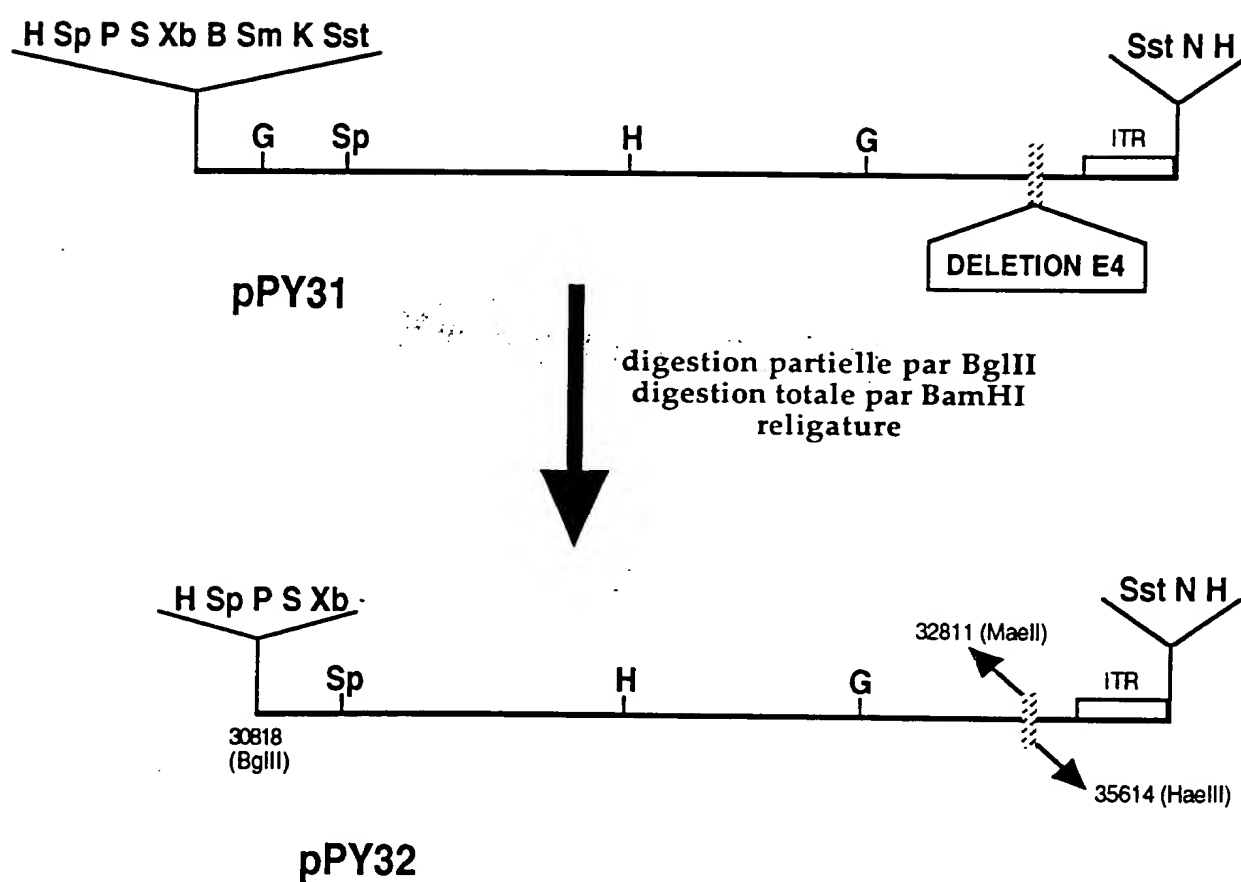 H Sp P S Xb B Sm K Sst
Sst N H
G Sp H G ITR
DELETION E4
pPY31
digestion partielle par BglII
digestion totale par BamHI
religature
H Sp P S Xb
Sst N H
32811 (MaeII)
Sp H G ITR
30818
(BglII)
35614 (HaeIII)
pPY32